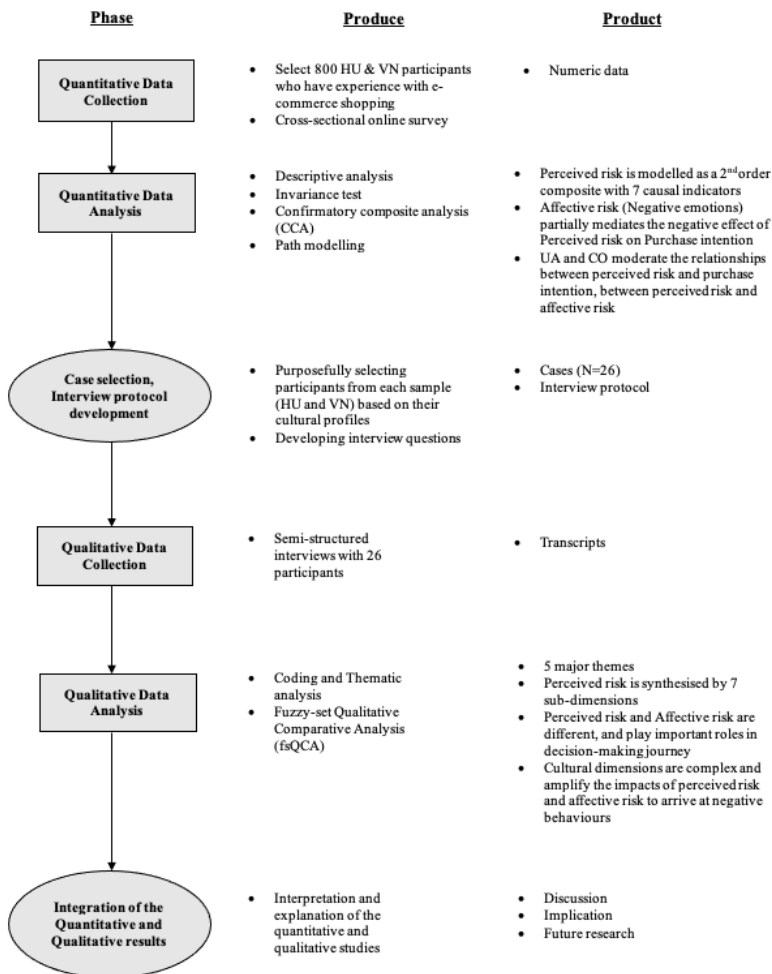 Phase
Produce
Product
Quantitative Data
Collection
• Select 800 HU & VN participants
who have experience with e-
commerce shopping
• Cross-sectional online survey
• Numeric data
Quantitative Data
Analysis
• Descriptive analysis
• Invariance test
• Confirmatory composite analysis
(CCA)
• Path modelling
• Perceived risk is modelled as a 2nd order
composite with 7 causal indicators
• Affective risk (Negative emotions)
partially mediates the negative effect of
Perceived risk on Purchase intention
• UA and CO moderate the relationships
between perceived risk and purchase
intention, between perceived risk and
affective risk
Case selection,
Interview protocol
development
• Purposefully selecting
participants from each sample
(HU and VN) based on their
cultural profiles
• Developing interview questions
• Cases (N=26)
• Interview protocol
Qualitative Data
Collection
• Semi-structured
interviews with 26
participants
• Transcripts
Qualitative Data
Analysis
• Coding and Thematic
analysis
• Fuzzy-set Qualitative
Comparative Analysis
(fsQCA)
• 5 major themes
• Perceived risk is synthesised by 7
sub-dimensions
• Perceived risk and Affective risk are
different, and play important roles in
decision-making journey
• Cultural dimensions are complex and
amplify the impacts of perceived risk
and affective risk to arrive at negative
behaviours
Integration of the
Quantitative and
Qualitative results
• Interpretation and
explanation of the
quantitative and
qualitative studies
• Discussion
• Implication
• Future research